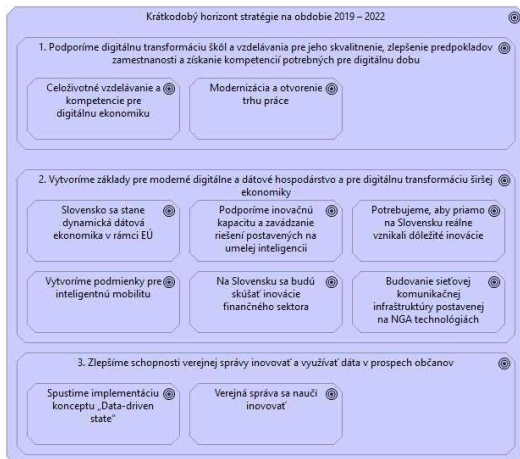 Krátkodobý horizont stratégie na obdobie 2019 – 2022
1. Podporíme digitálnu transformáciu škôl a vzdelávania pre jeho skvalitnenie, zlepšenie predpokladov
zamestnanosti a získanie kompetencií potrebných pre digitálnu dobu
Celoživotné vzdelávanie a
kompetencie pre
digitálnu ekonomiku
Modernizácia a otvorenie
trhu práce
2. Vytvoríme základy pre moderné digitálne a dátové hospodárstvo a pre digitálnu transformáciu širšej
ekonomiky
Slovensko sa stane
dynamická dátová
ekonomika v rámci EÚ
Podporíme inovačnú
kapacitu a zavádzanie
riešení postavených na
umelej inteligencii
Potrebujeme, aby priamo
na Slovensku reálne
vznikali dôležité inovácie
Vytvoríme podmienky pre
inteligentnú mobilitu
Na Slovensku sa budú
skúšať inovácie
finančného sektora
Budovanie sieťovej
komunikačnej
infraštruktúry postavenej
na NGA technológiách
3. Zlepšíme schopnosti verejnej správy inovovať a využívať dáta v prospech občanov
Spustime implementáciu
konceptu „Data-driven
state“
Verejná správa sa naučí
inovovať